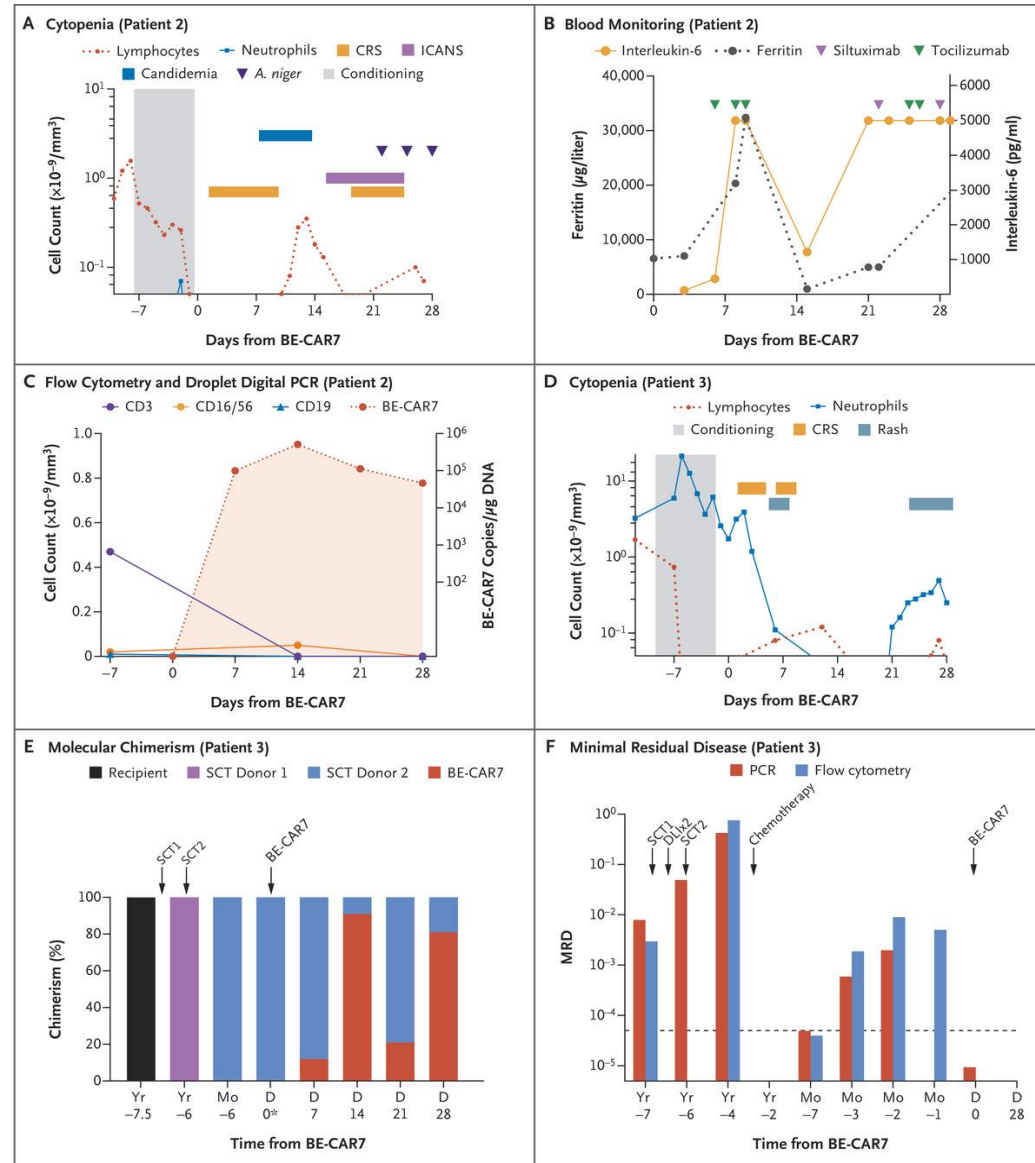 A Cytopenia (Patient 2)
Lymphocytes Neutrophils CRS ICANS
Candidemia A. niger Conditioning
Cell Count (×10⁻⁹/mm³)
10¹
10⁰
10⁻¹
−7 0 7 14 21 28
Days from BE-CAR7
B Blood Monitoring (Patient 2)
Interleukin-6 Ferritin Siltuximab Tocilizumab
Ferritin (µg/liter)
40,000
30,000
20,000
10,000
0
6000
5000
4000
3000
2000
1000
Interleukin-6 (pg/ml)
0 7 14 21 28
Days from BE-CAR7
C Flow Cytometry and Droplet Digital PCR (Patient 2)
CD3 CD16/56 CD19 BE-CAR7
Cell Count (×10⁻⁹/mm³)
1.0
0.8
0.6
0.4
0.2
0
10⁶
10⁵
10⁴
10³
10²
BE-CAR7 Copies/µg DNA
−7 0 7 14 21 28
Days from BE-CAR7
D Cytopenia (Patient 3)
Lymphocytes Neutrophils
Conditioning CRS Rash
Cell Count (×10⁻⁹/mm³)
10¹
10⁰
10⁻¹
−7 0 7 14 21 28
Days from BE-CAR7
E Molecular Chimerism (Patient 3)
Recipient SCT Donor 1 SCT Donor 2 BE-CAR7
SCT1
SCT2
BE-CAR7
Chimerism (%)
100
80
60
40
20
0
Yr Yr Mo D D D D D
−7.5 −6 −6 0* 7 14 21 28
Time from BE-CAR7
F Minimal Residual Disease (Patient 3)
PCR Flow cytometry
SCT1
DLIx2
SCT2
Chemotherapy
BE-CAR7
MRD
10⁰
10⁻¹
10⁻²
10⁻³
10⁻⁴
10⁻⁵
Yr Yr Yr Yr Mo Mo Mo Mo D D
−7 −6 −4 −2 −7 −3 −2 −1 0 28
Time from BE-CAR7